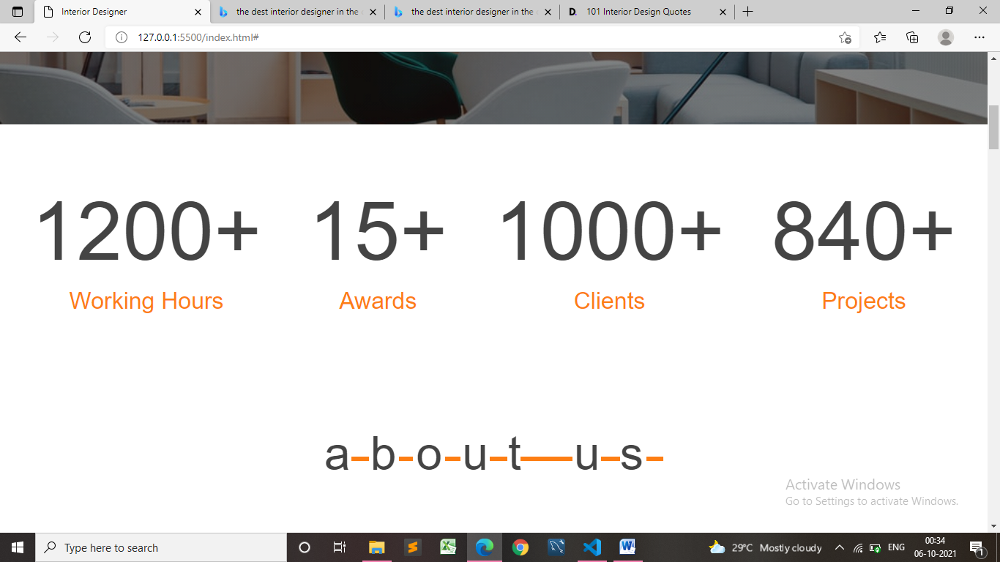 Interior Designer
the dest interior designer in the
the dest interior designer in the
D. 101 Interior Design Quotes
127.0.0.1:5500/index.html#
1200+ 15+ 1000+ 840+
Working Hours Awards Clients Projects
a-b-o-u-t—u-s-
Activate Windows
Go to Settings to activate Windows.
Type here to search
29°C Mostly cloudy
ENG
00:34
06-10-2021
1